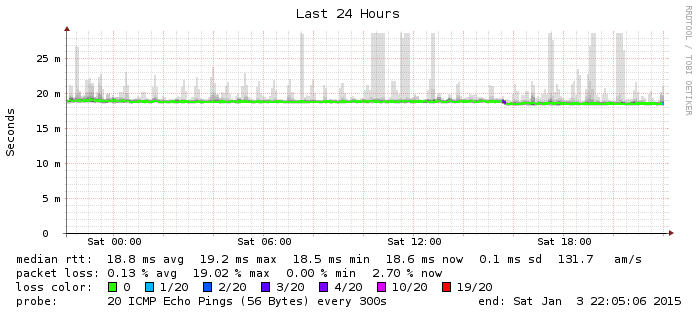 Last 24 Hours
RRDTOOL / TOBI OETIKER
Seconds
25 m
20 m
15 m
10 m
5 m
0
Sat 00:00 Sat 06:00 Sat 12:00 Sat 18:00
median rtt: 18.8 ms avg 19.2 ms max 18.5 ms min 18.6 ms now 0.1 ms sd 131.7 am/s
packet loss: 0.13 % avg 19.02 % max 0.00 % min 2.70 % now
loss color: 0 1/20 2/20 3/20 4/20 10/20 19/20
probe: 20 ICMP Echo Pings (56 Bytes) every 300s end: Sat Jan 3 22:05:06 2015